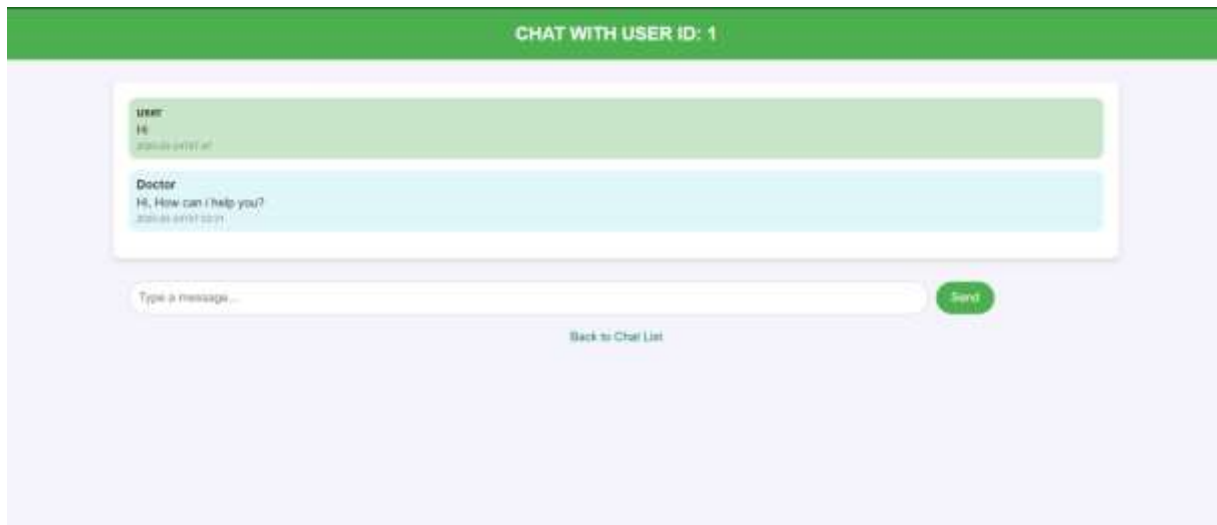 CHAT WITH USER ID: 1
user
Hi
Doctor
Hi, How can i help you?
Type a message...
Send
Back to Chat List